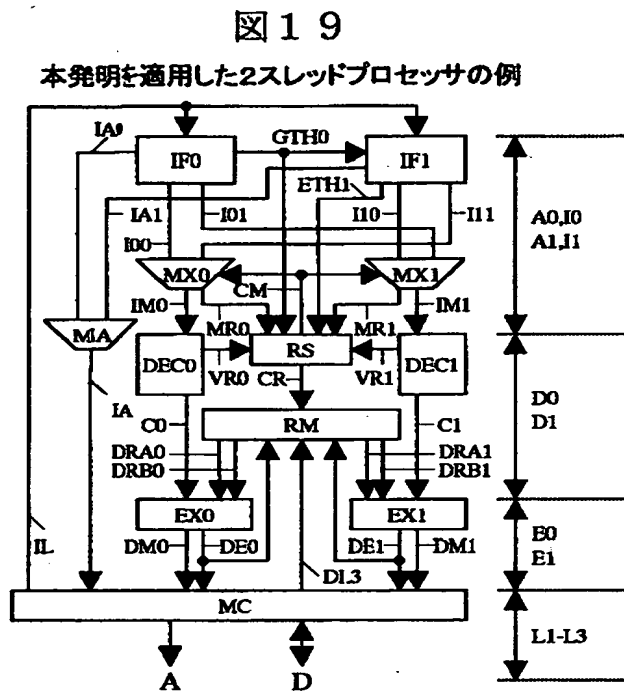 図１９
本発明を適用した2スレッドプロセッサの例
IA0
GTH0
IF0
IF1
ETH1
IA1
I01
I10
I11
I00
A0,I0
A1,I1
MX0
MX1
CM
IM0
IM1
MR0
MR1
MIA
DEC0
RS
DEC1
VR0
VR1
CR
IA
C0
C1
D0
D1
RM
DRA0
DRA1
DRB0
DRB1
EX0
EX1
E0
E1
IL
DM0
DE0
DE1
DM1
DL3
MC
L1-L3
A
D